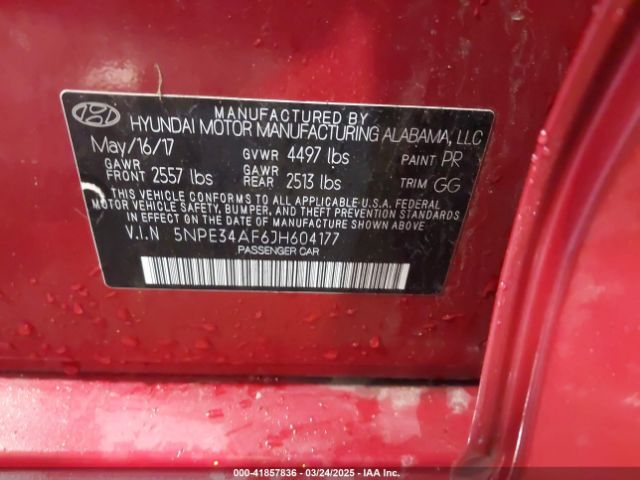 MANUFACTURED BY
HYUNDAI MOTOR MANUFACTURING ALABAMA, LLC
May/16/17 GVWR 4497 lbs PAINT PR
GAWR FRONT 2557 lbs GAWR REAR 2513 lbs TRIM GG
THIS VEHICLE CONFORMS TO ALL APPLICABLE U.S.A. FEDERAL
MOTOR VEHICLE SAFETY, BUMPER, AND THEFT PREVENTION STANDARDS
IN EFFECT ON THE DATE OF MANUFACTURE SHOWN ABOVE
V.I.N 5NPE34AF6JH604177
PASSENGER CAR
000-41857836 - 03/24/2025 - IAA Inc.